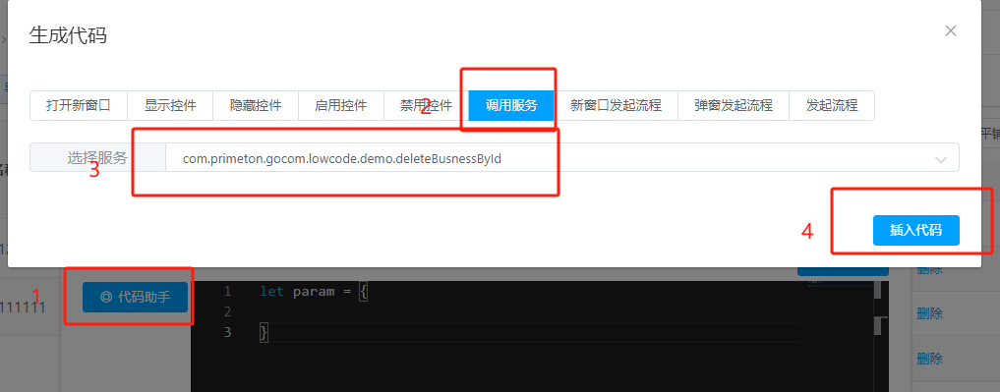 生成代码
打开新窗口 显示控件 隐藏控件 启用控件 禁用控件 调用服务 新窗口发起流程 弹窗发起流程 发起流程
2
选择服务 com.primeton.gocom.lowcode.demo.deleteBusnessById
3
插入代码
4
平铺
删除
1
代码助手
111111
1 let param = {
2
3 }
删除
删除